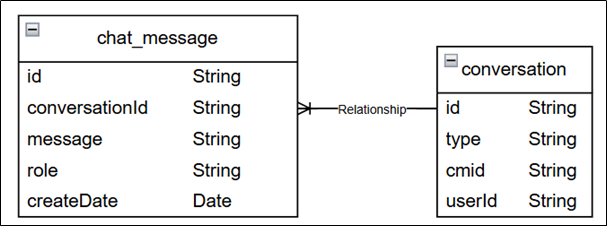 chat_message
id String
conversationId String
message String
role String
createDate Date
Relationship
conversation
id String
type String
cmid String
userId String